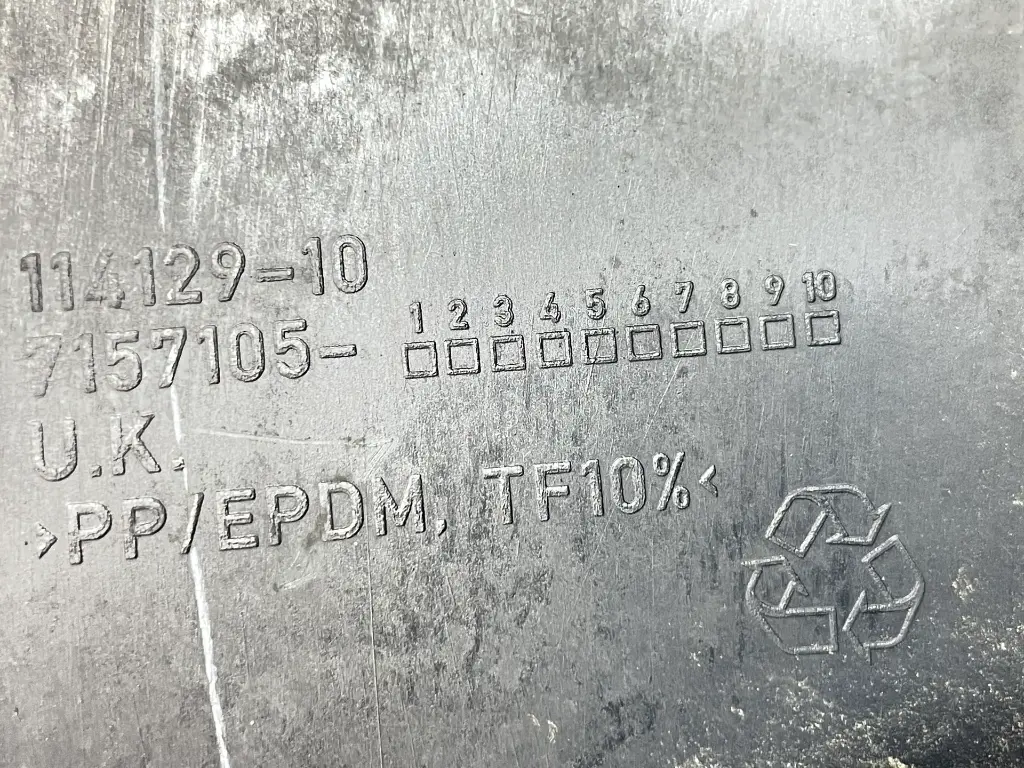 114129-10
7157105-
1 2 3 4 5 6 7 8 9 10
U.K.
>PP/EPDM, TF10%<